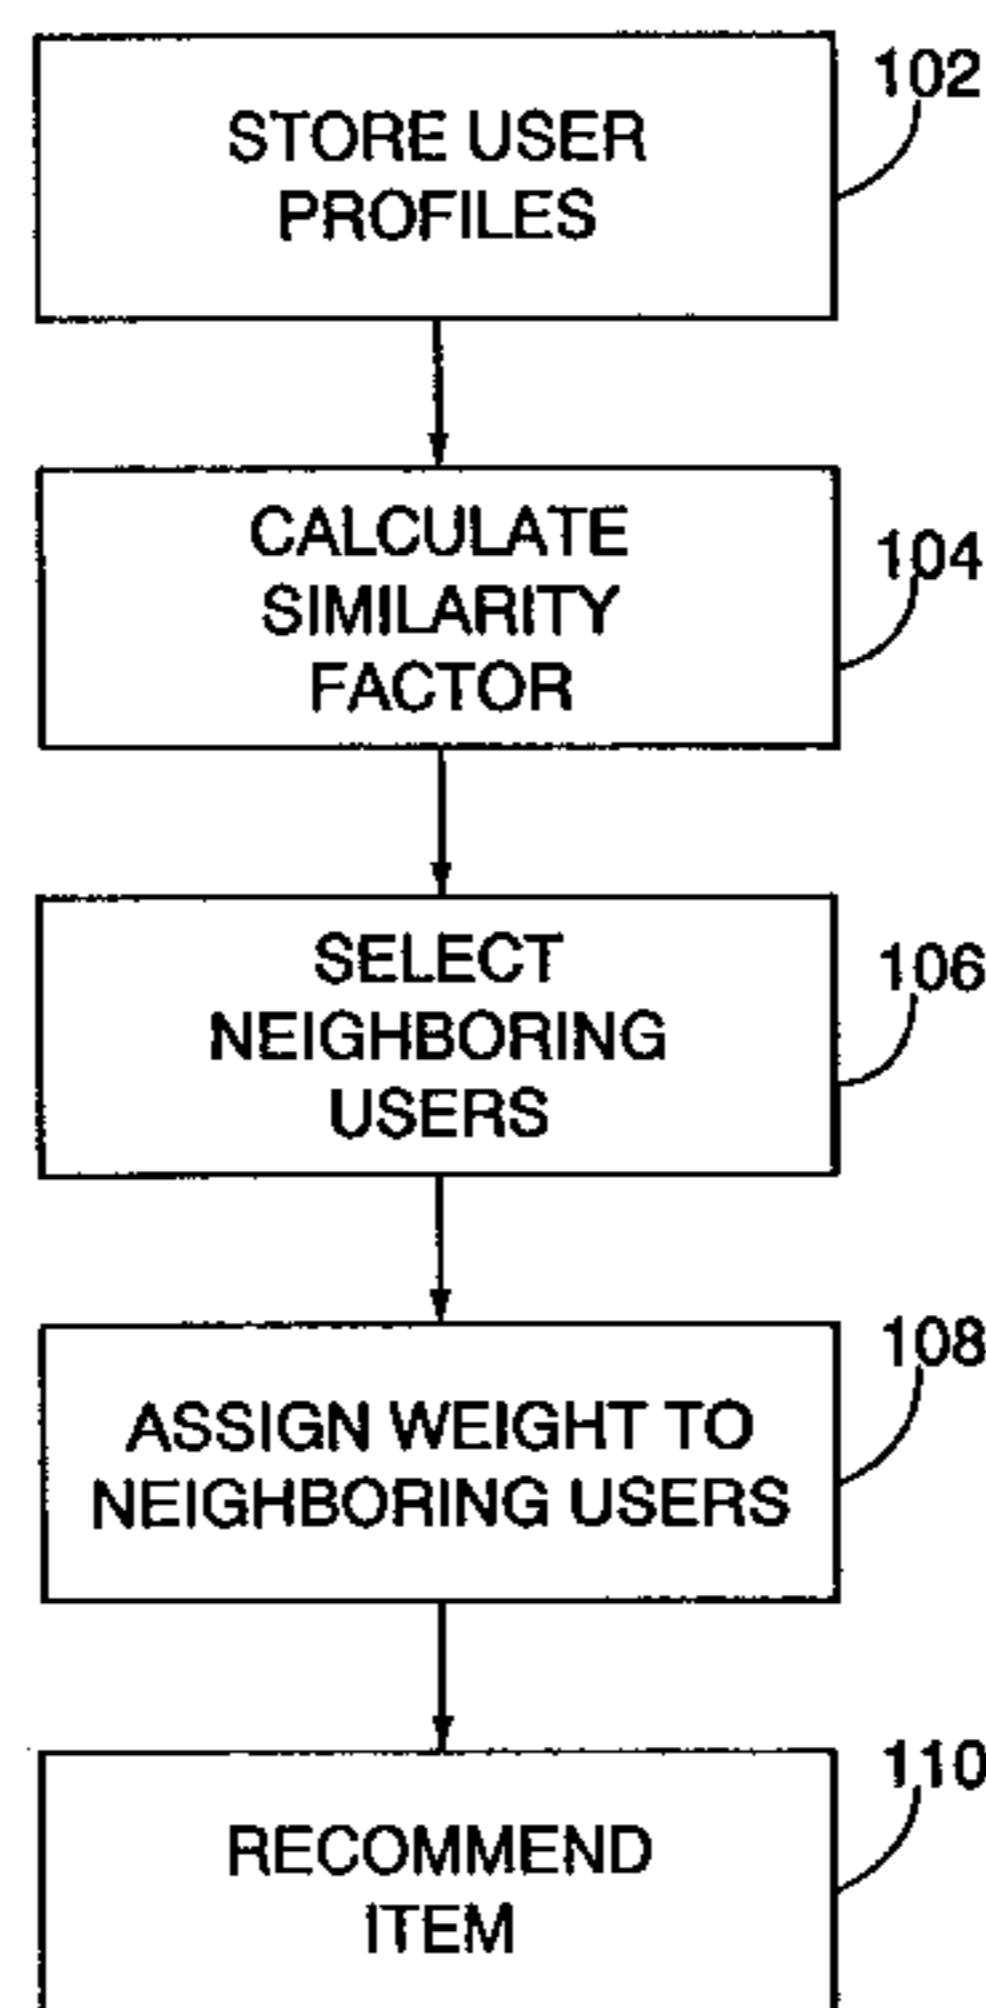 102
STORE USER
PROFILES
104
CALCULATE
SIMILARITY
FACTOR
106
SELECT
NEIGHBORING
USERS
108
ASSIGN WEIGHT TO
NEIGHBORING USERS
110
RECOMMEND
ITEM